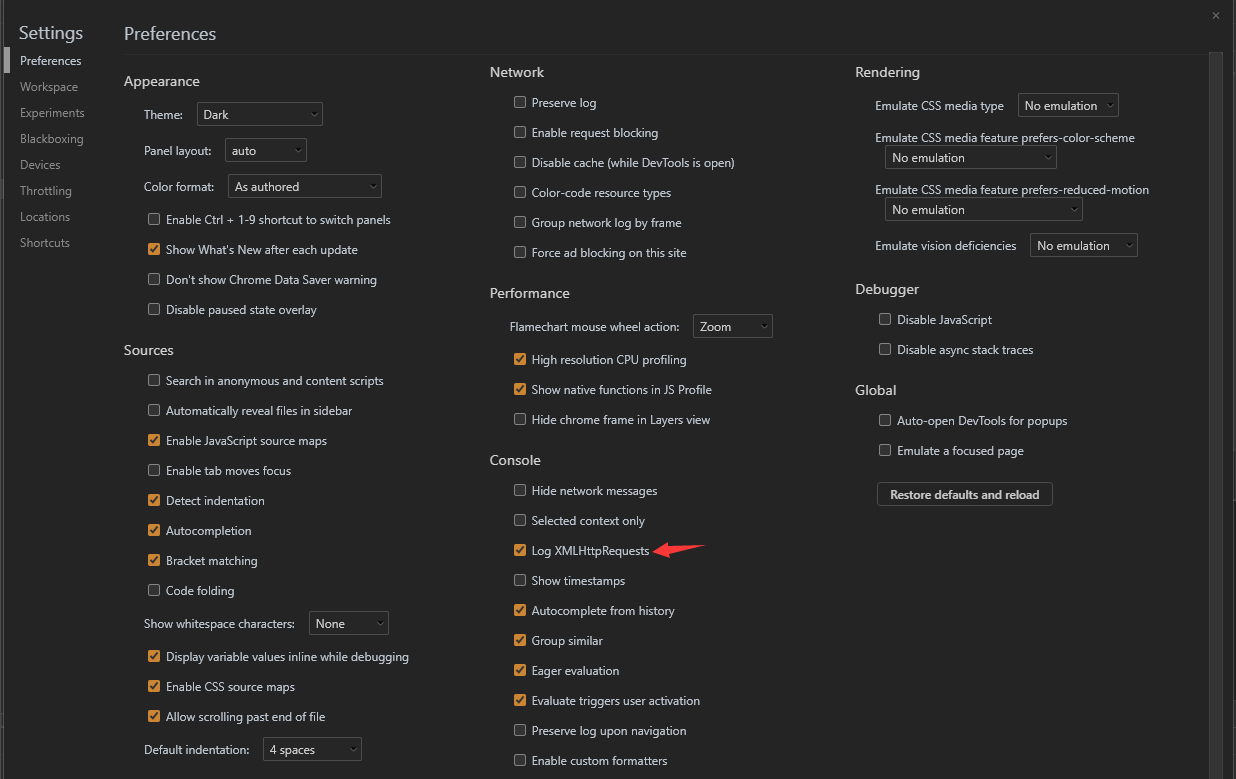 Settings
Preferences
Workspace
Experiments
Blackboxing
Devices
Throttling
Locations
Shortcuts
Preferences
Appearance
Theme: Dark
Panel layout: auto
Color format: As authored
Enable Ctrl + 1-9 shortcut to switch panels
Show What's New after each update
Don't show Chrome Data Saver warning
Disable paused state overlay
Sources
Search in anonymous and content scripts
Automatically reveal files in sidebar
Enable JavaScript source maps
Enable tab moves focus
Detect indentation
Autocompletion
Bracket matching
Code folding
Show whitespace characters: None
Display variable values inline while debugging
Enable CSS source maps
Allow scrolling past end of file
Default indentation: 4 spaces
Network
Preserve log
Enable request blocking
Disable cache (while DevTools is open)
Color-code resource types
Group network log by frame
Force ad blocking on this site
Performance
Flamechart mouse wheel action: Zoom
High resolution CPU profiling
Show native functions in JS Profile
Hide chrome frame in Layers view
Console
Hide network messages
Selected context only
Log XMLHttpRequests
Show timestamps
Autocomplete from history
Group similar
Eager evaluation
Evaluate triggers user activation
Preserve log upon navigation
Enable custom formatters
Rendering
Emulate CSS media type No emulation
Emulate CSS media feature prefers-color-scheme
No emulation
Emulate CSS media feature prefers-reduced-motion
No emulation
Emulate vision deficiencies No emulation
Debugger
Disable JavaScript
Disable async stack traces
Global
Auto-open DevTools for popups
Emulate a focused page
Restore defaults and reload